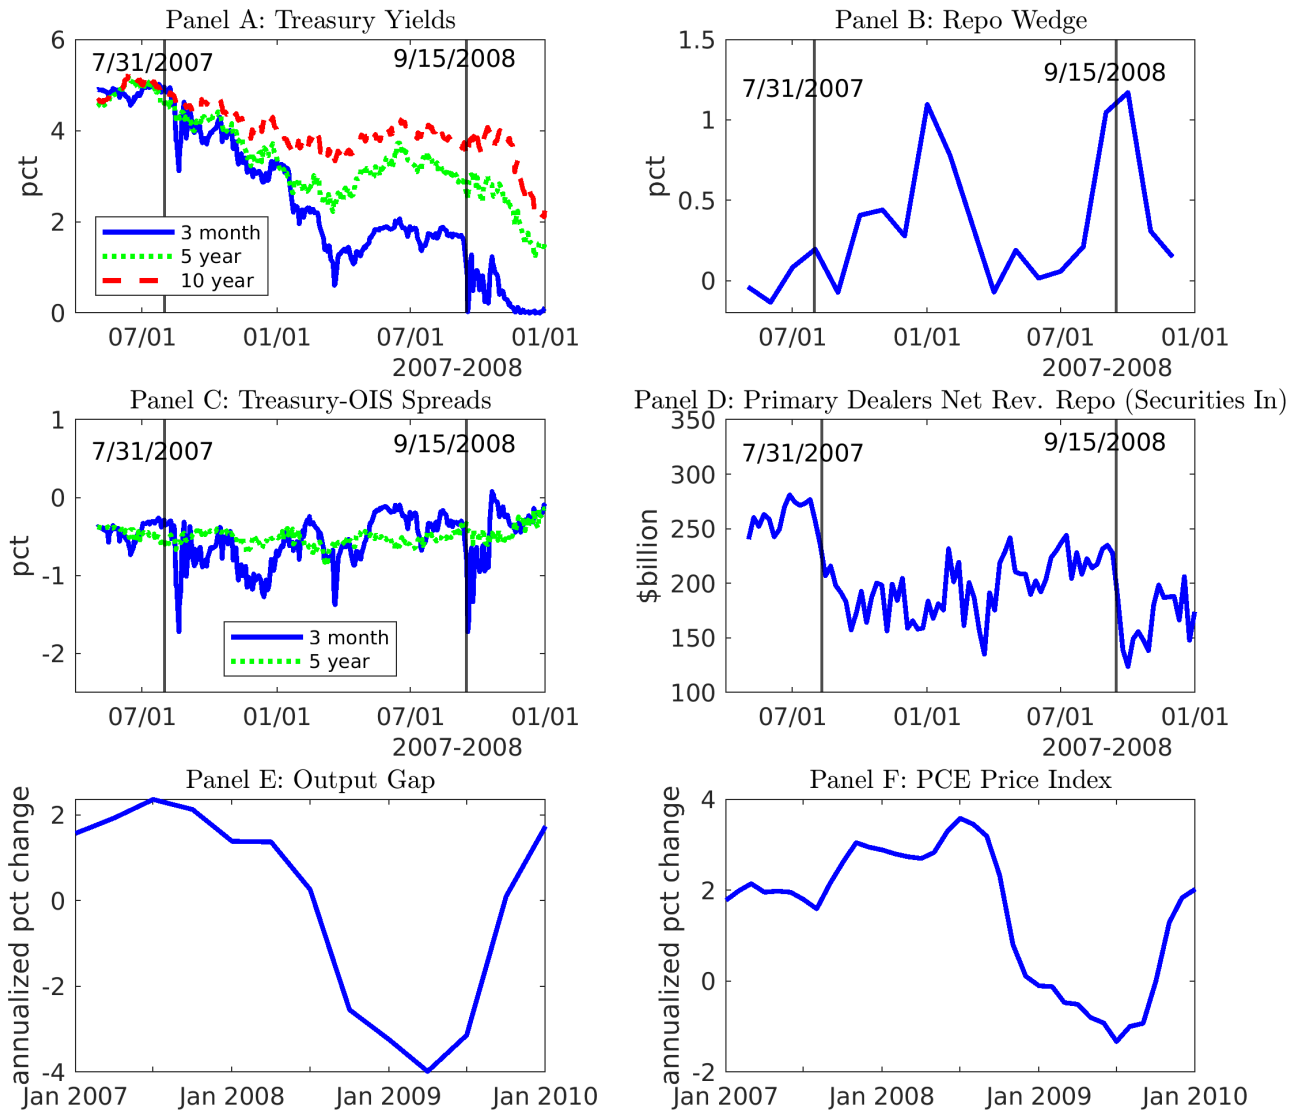 Panel A: Treasury Yields
6
4
2
0
pct
7/31/2007
9/15/2008
3 month
5 year
10 year
07/01
01/01
07/01
01/01
2007-2008
Panel B: Repo Wedge
1.5
1
0.5
0
pct
7/31/2007
9/15/2008
07/01
01/01
07/01
01/01
2007-2008
Panel C: Treasury-OIS Spreads
1
0
-1
-2
pct
7/31/2007
9/15/2008
3 month
5 year
07/01
01/01
07/01
01/01
2007-2008
Panel D: Primary Dealers Net Rev. Repo (Securities In)
350
300
250
200
150
100
$billion
7/31/2007
9/15/2008
07/01
01/01
07/01
01/01
2007-2008
Panel E: Output Gap
2
0
-2
-4
annualized pct change
Jan 2007
Jan 2008
Jan 2009
Jan 2010
Panel F: PCE Price Index
4
2
0
-2
annualized pct change
Jan 2007
Jan 2008
Jan 2009
Jan 2010